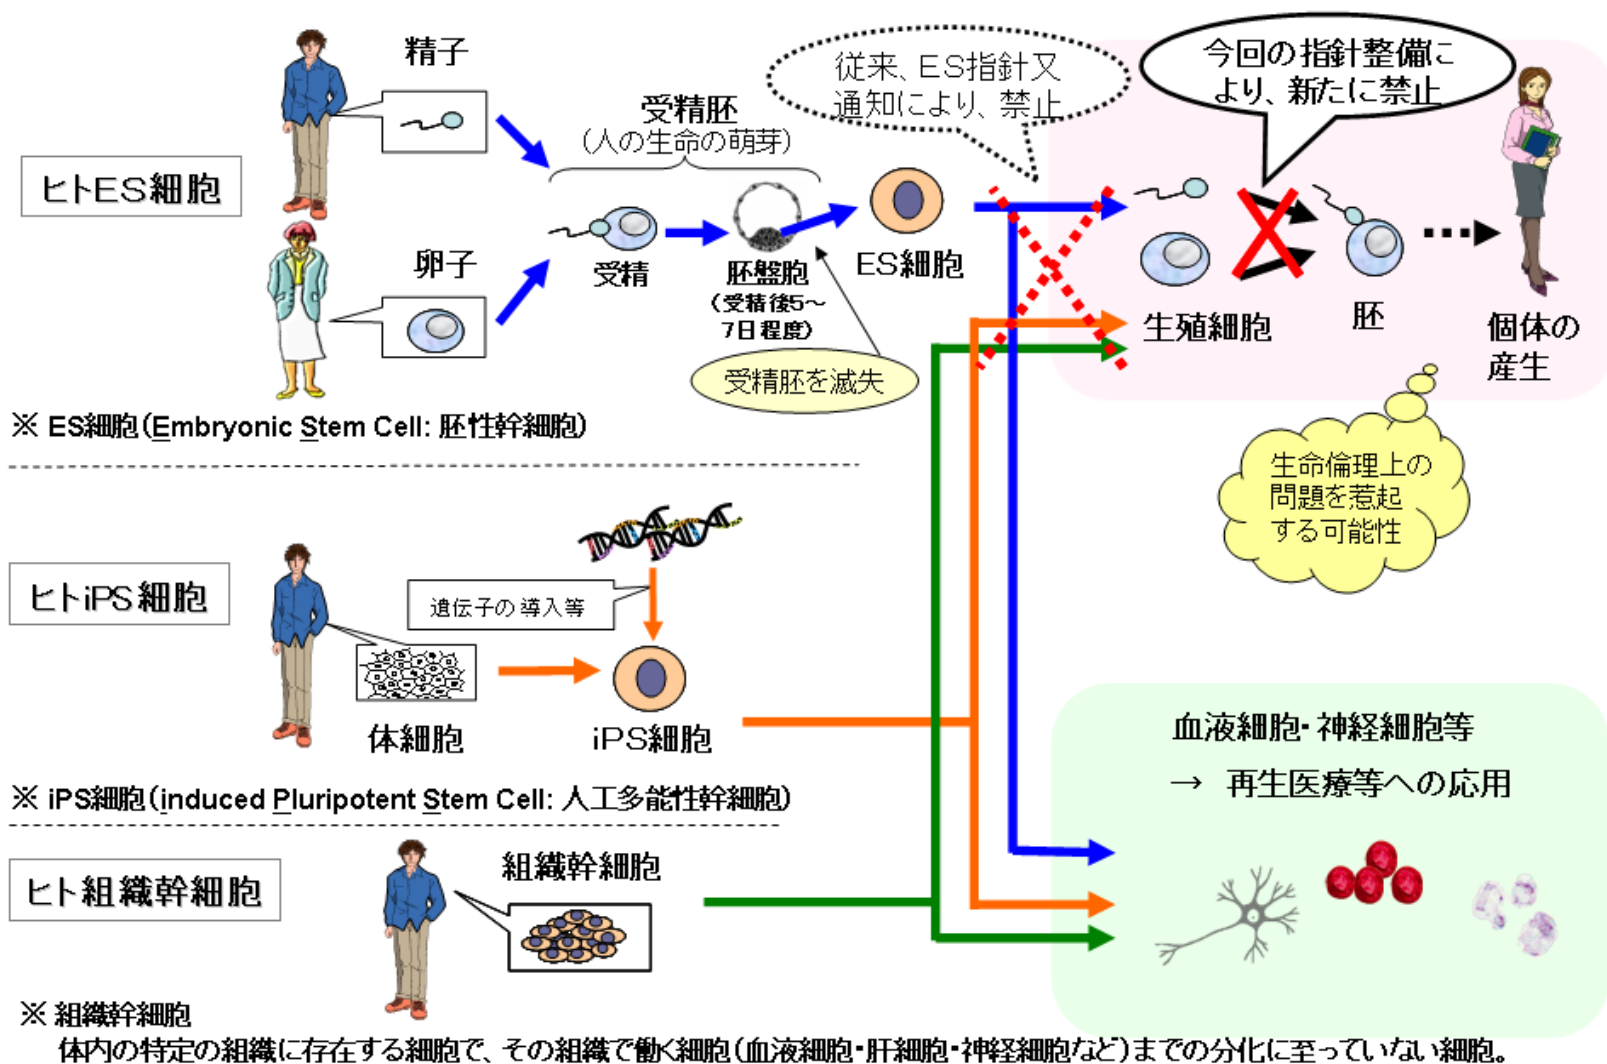 精子
従来、ES指針又
通知により、禁止
今回の指針整備に
より、新たに禁止
受精胚
(人の生命の萌芽)
ヒトES細胞
卵子
受精
胚盤胞
(受精後5～
7日程度)
ES細胞
生殖細胞
胚
個体の
産生
受精胚を滅失
※ ES細胞(Embryonic Stem Cell: 胚性幹細胞)
生命倫理上の
問題を惹起
する可能性
ヒトiPS細胞
遺伝子の導入等
体細胞
iPS細胞
血液細胞・神経細胞等
→ 再生医療等への応用
※ iPS細胞(induced Pluripotent Stem Cell: 人工多能性幹細胞)
ヒト組織幹細胞
組織幹細胞
※ 組織幹細胞
体内の特定の組織に存在する細胞で、その組織で働く細胞(血液細胞・肝細胞・神経細胞など)までの分化に至っていない細胞。